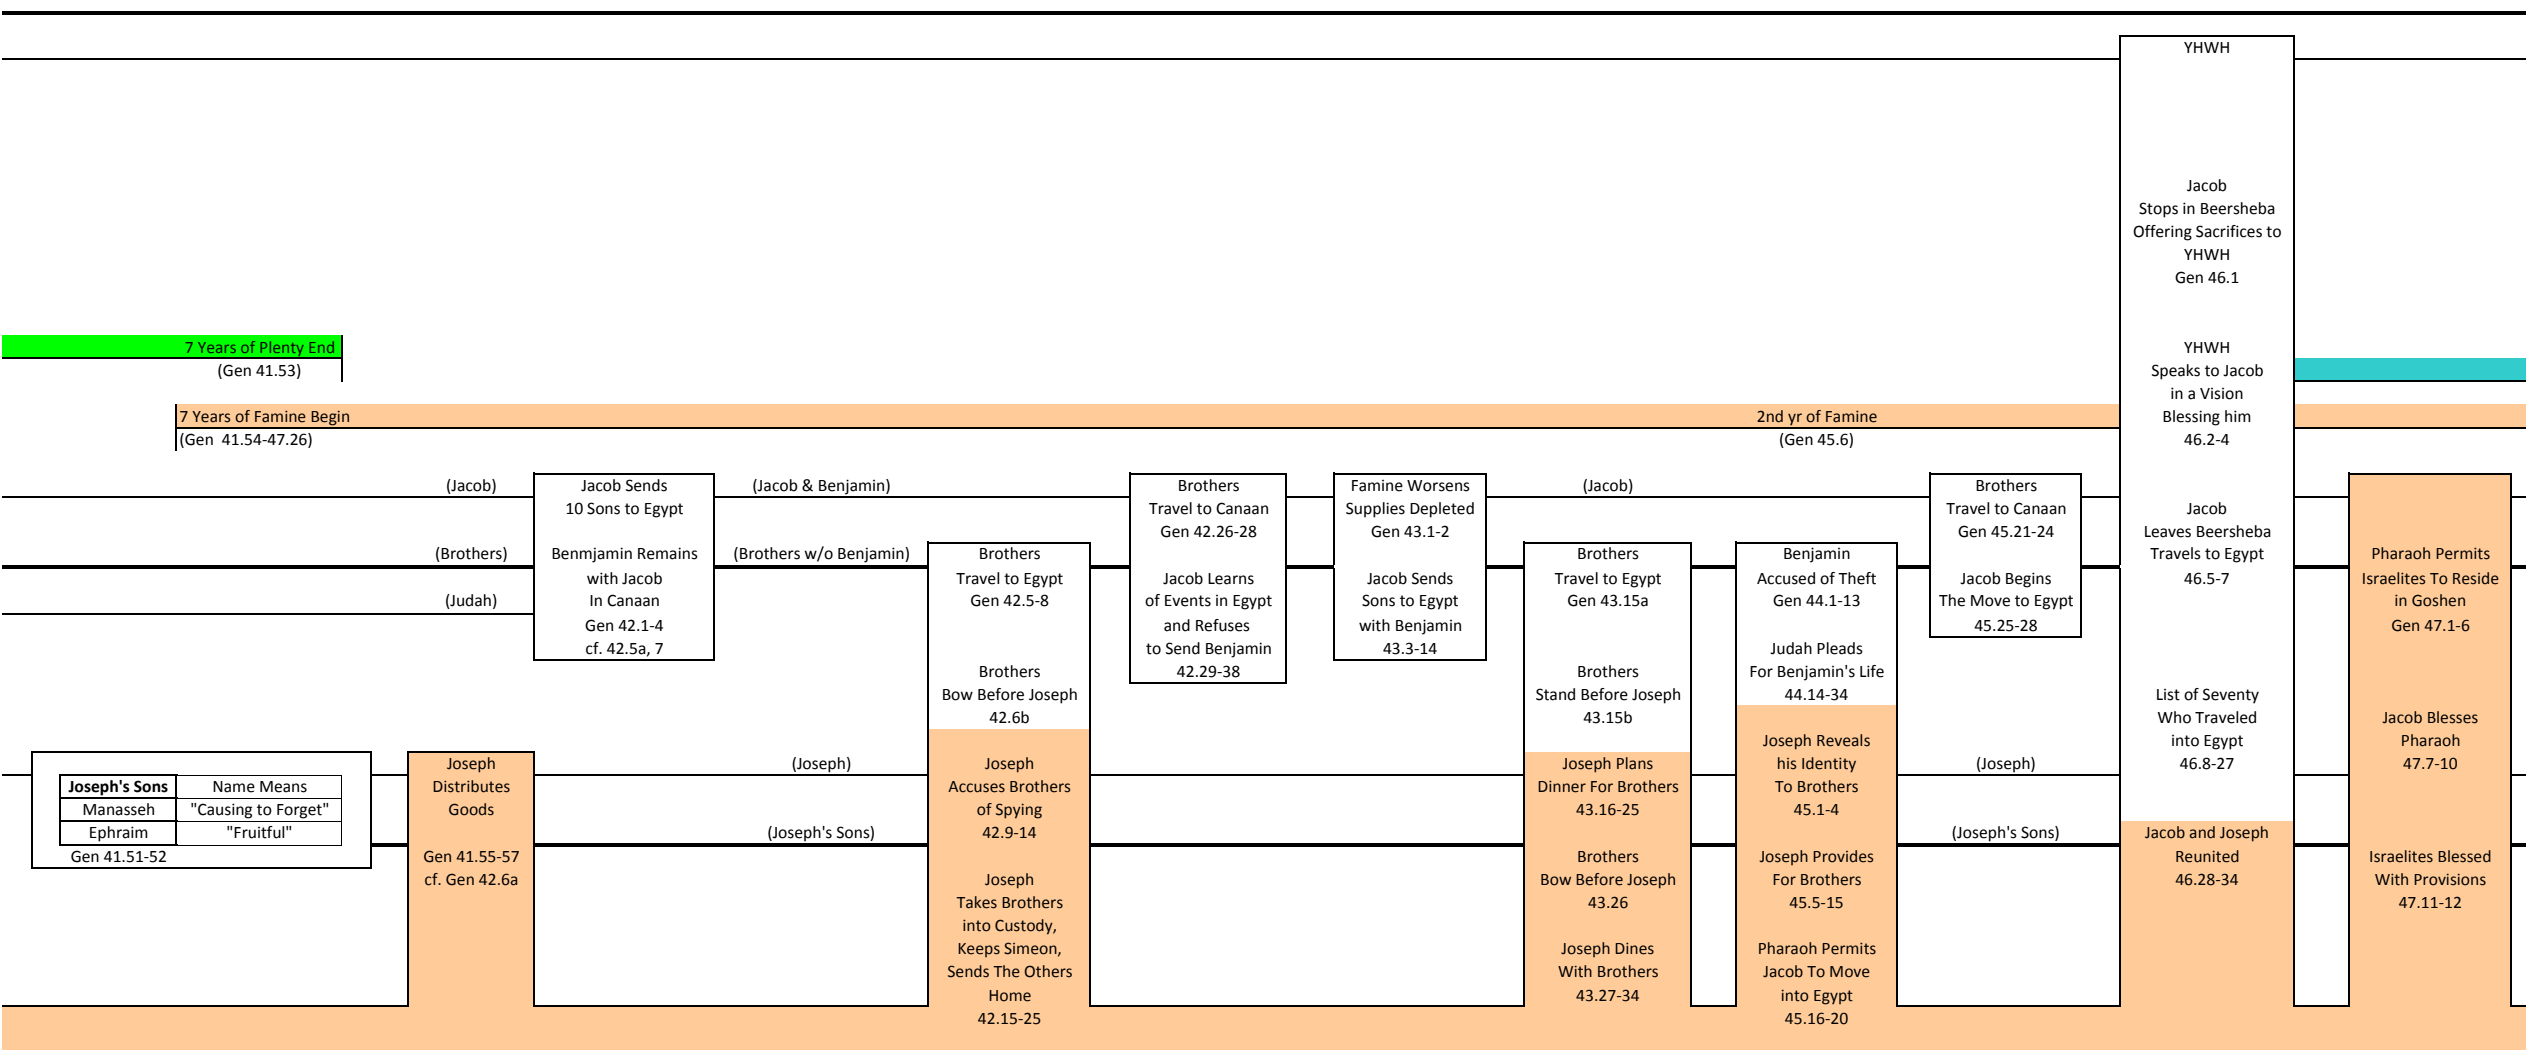 7 Years of Plenty End
(Gen 41.53)
7 Years of Famine Begin
(Gen  41.54-47.26)
2nd yr of Famine
(Gen 45.6)
(Jacob)
(Brothers)
(Judah)
Joseph's Sons
Name Means
Manasseh
"Causing to Forget"
Ephraim
"Fruitful"
Gen 41.51-52
Joseph
Distributes
Goods
Gen 41.55-57
cf. Gen 42.6a
Jacob Sends
10 Sons to Egypt
Benmjamin Remains
with Jacob
In Canaan
Gen 42.1-4
cf. 42.5a, 7
(Jacob & Benjamin)
(Brothers w/o Benjamin)
(Joseph)
(Joseph's Sons)
Brothers
Travel to Egypt
Gen 42.5-8
Brothers
Bow Before Joseph
42.6b
Joseph
Accuses Brothers
of Spying
42.9-14
Joseph
Takes Brothers
into Custody,
Keeps Simeon,
Sends The Others
Home
42.15-25
Brothers
Travel to Canaan
Gen 42.26-28
Jacob Learns
of Events in Egypt
and Refuses
to Send Benjamin
42.29-38
Famine Worsens
Supplies Depleted
Gen 43.1-2
Jacob Sends
Sons to Egypt
with Benjamin
43.3-14
(Jacob)
Brothers
Travel to Egypt
Gen 43.15a
Brothers
Stand Before Joseph
43.15b
Joseph Plans
Dinner For Brothers
43.16-25
Brothers
Bow Before Joseph
43.26
Joseph Dines
With Brothers
43.27-34
Benjamin
Accused of Theft
Gen 44.1-13
Judah Pleads
For Benjamin's Life
44.14-34
Joseph Reveals
his Identity
To Brothers
45.1-4
Joseph Provides
For Brothers
45.5-15
Pharaoh Permits
Jacob To Move
into Egypt
45.16-20
Brothers
Travel to Canaan
Gen 45.21-24
Jacob Begins
The Move to Egypt
45.25-28
(Joseph)
(Joseph's Sons)
YHWH
Jacob
Stops in Beersheba
Offering Sacrifices to
YHWH
Gen 46.1
YHWH
Speaks to Jacob
in a Vision
Blessing him
46.2-4
Jacob
Leaves Beersheba
Travels to Egypt
46.5-7
List of Seventy
Who Traveled
into Egypt
46.8-27
Jacob and Joseph
Reunited
46.28-34
Pharaoh Permits
Israelites To Reside
in Goshen
Gen 47.1-6
Jacob Blesses
Pharaoh
47.7-10
Israelites Blessed
With Provisions
47.11-12